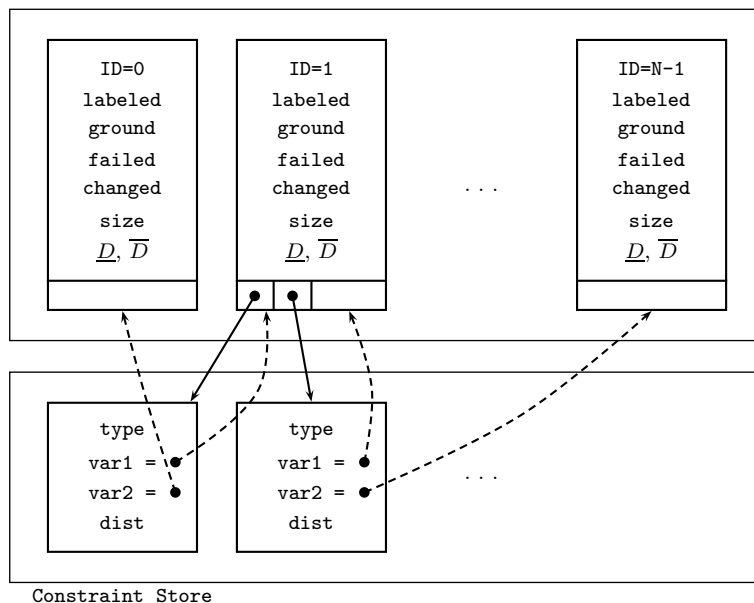 ID=0
labeled
ground
failed
changed
size
D, D
ID=1
labeled
ground
failed
changed
size
D, D
. . .
ID=N-1
labeled
ground
failed
changed
size
D, D
type
var1 =
var2 =
dist
type
var1 =
var2 =
dist
. . .
Constraint Store